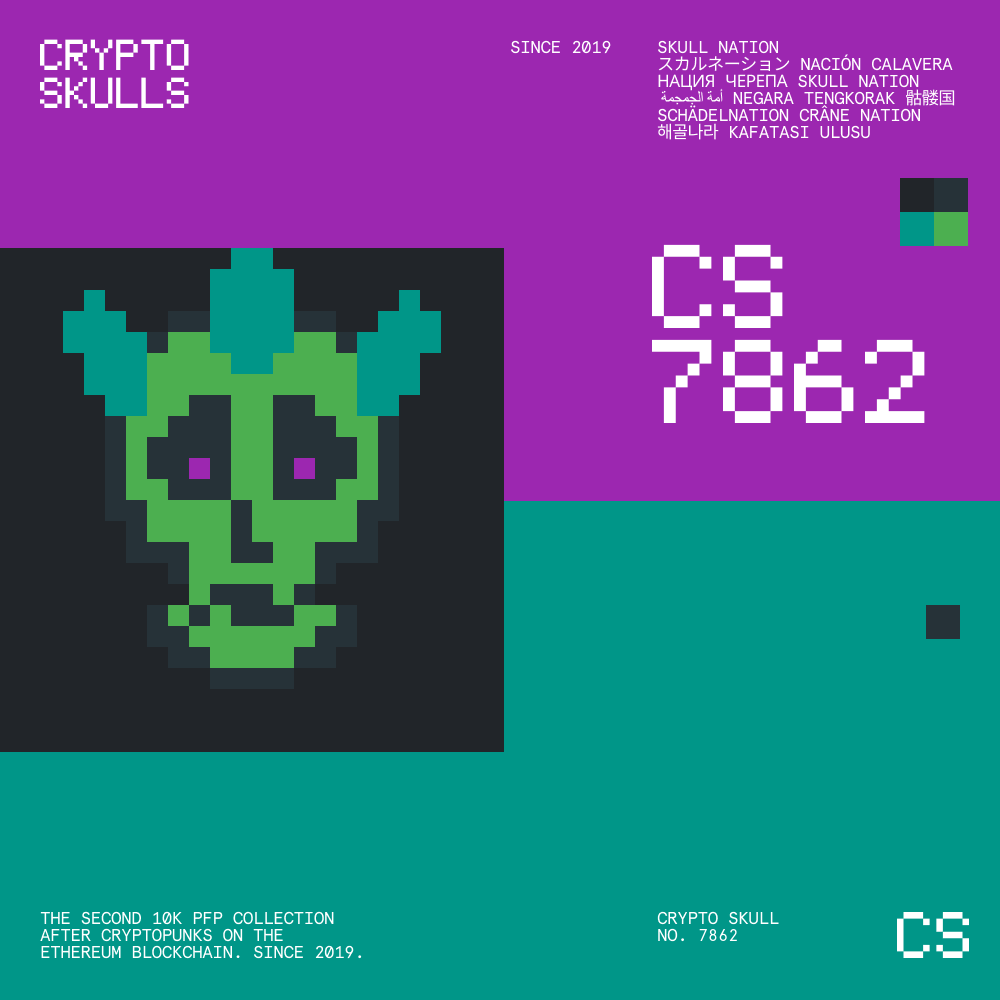 CRYPTO
SKULLS
SINCE 2019
SKULL NATION
スカルネーション NACIÓN CALAVERA
НАЦИЯ ЧЕРЕПА SKULL NATION
أمة الجمجمة NEGARA TENGKORAK 骷髅国
SCHÄDELNATION CRÂNE NATION
해골나라 KAFATASI ULUSU
CS
7862
THE SECOND 10K PFP COLLECTION
AFTER CRYPTOPUNKS ON THE
ETHEREUM BLOCKCHAIN. SINCE 2019.
CRYPTO SKULL
NO. 7862
CS